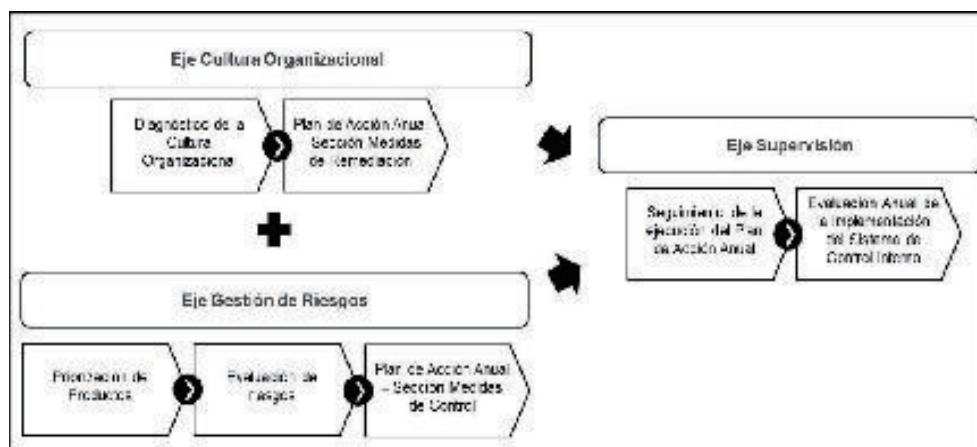 Eje Cultura Organizacional
Diagnóstico de la
Cultura
Organizaciona
Plan de Acción Anual
Sección Medidas
de Remediación
Eje Supervisión
Seguimiento de la
ejecución del Plan
de Acción Anual
Evaluación Anual de
la Implementación
del Sistema de
Control Interno
Eje Gestión de Riesgos
Priorización de
Productos
Evaluación de
riesgos
Plan de Acción Anual
– Sección Medidas
de Control